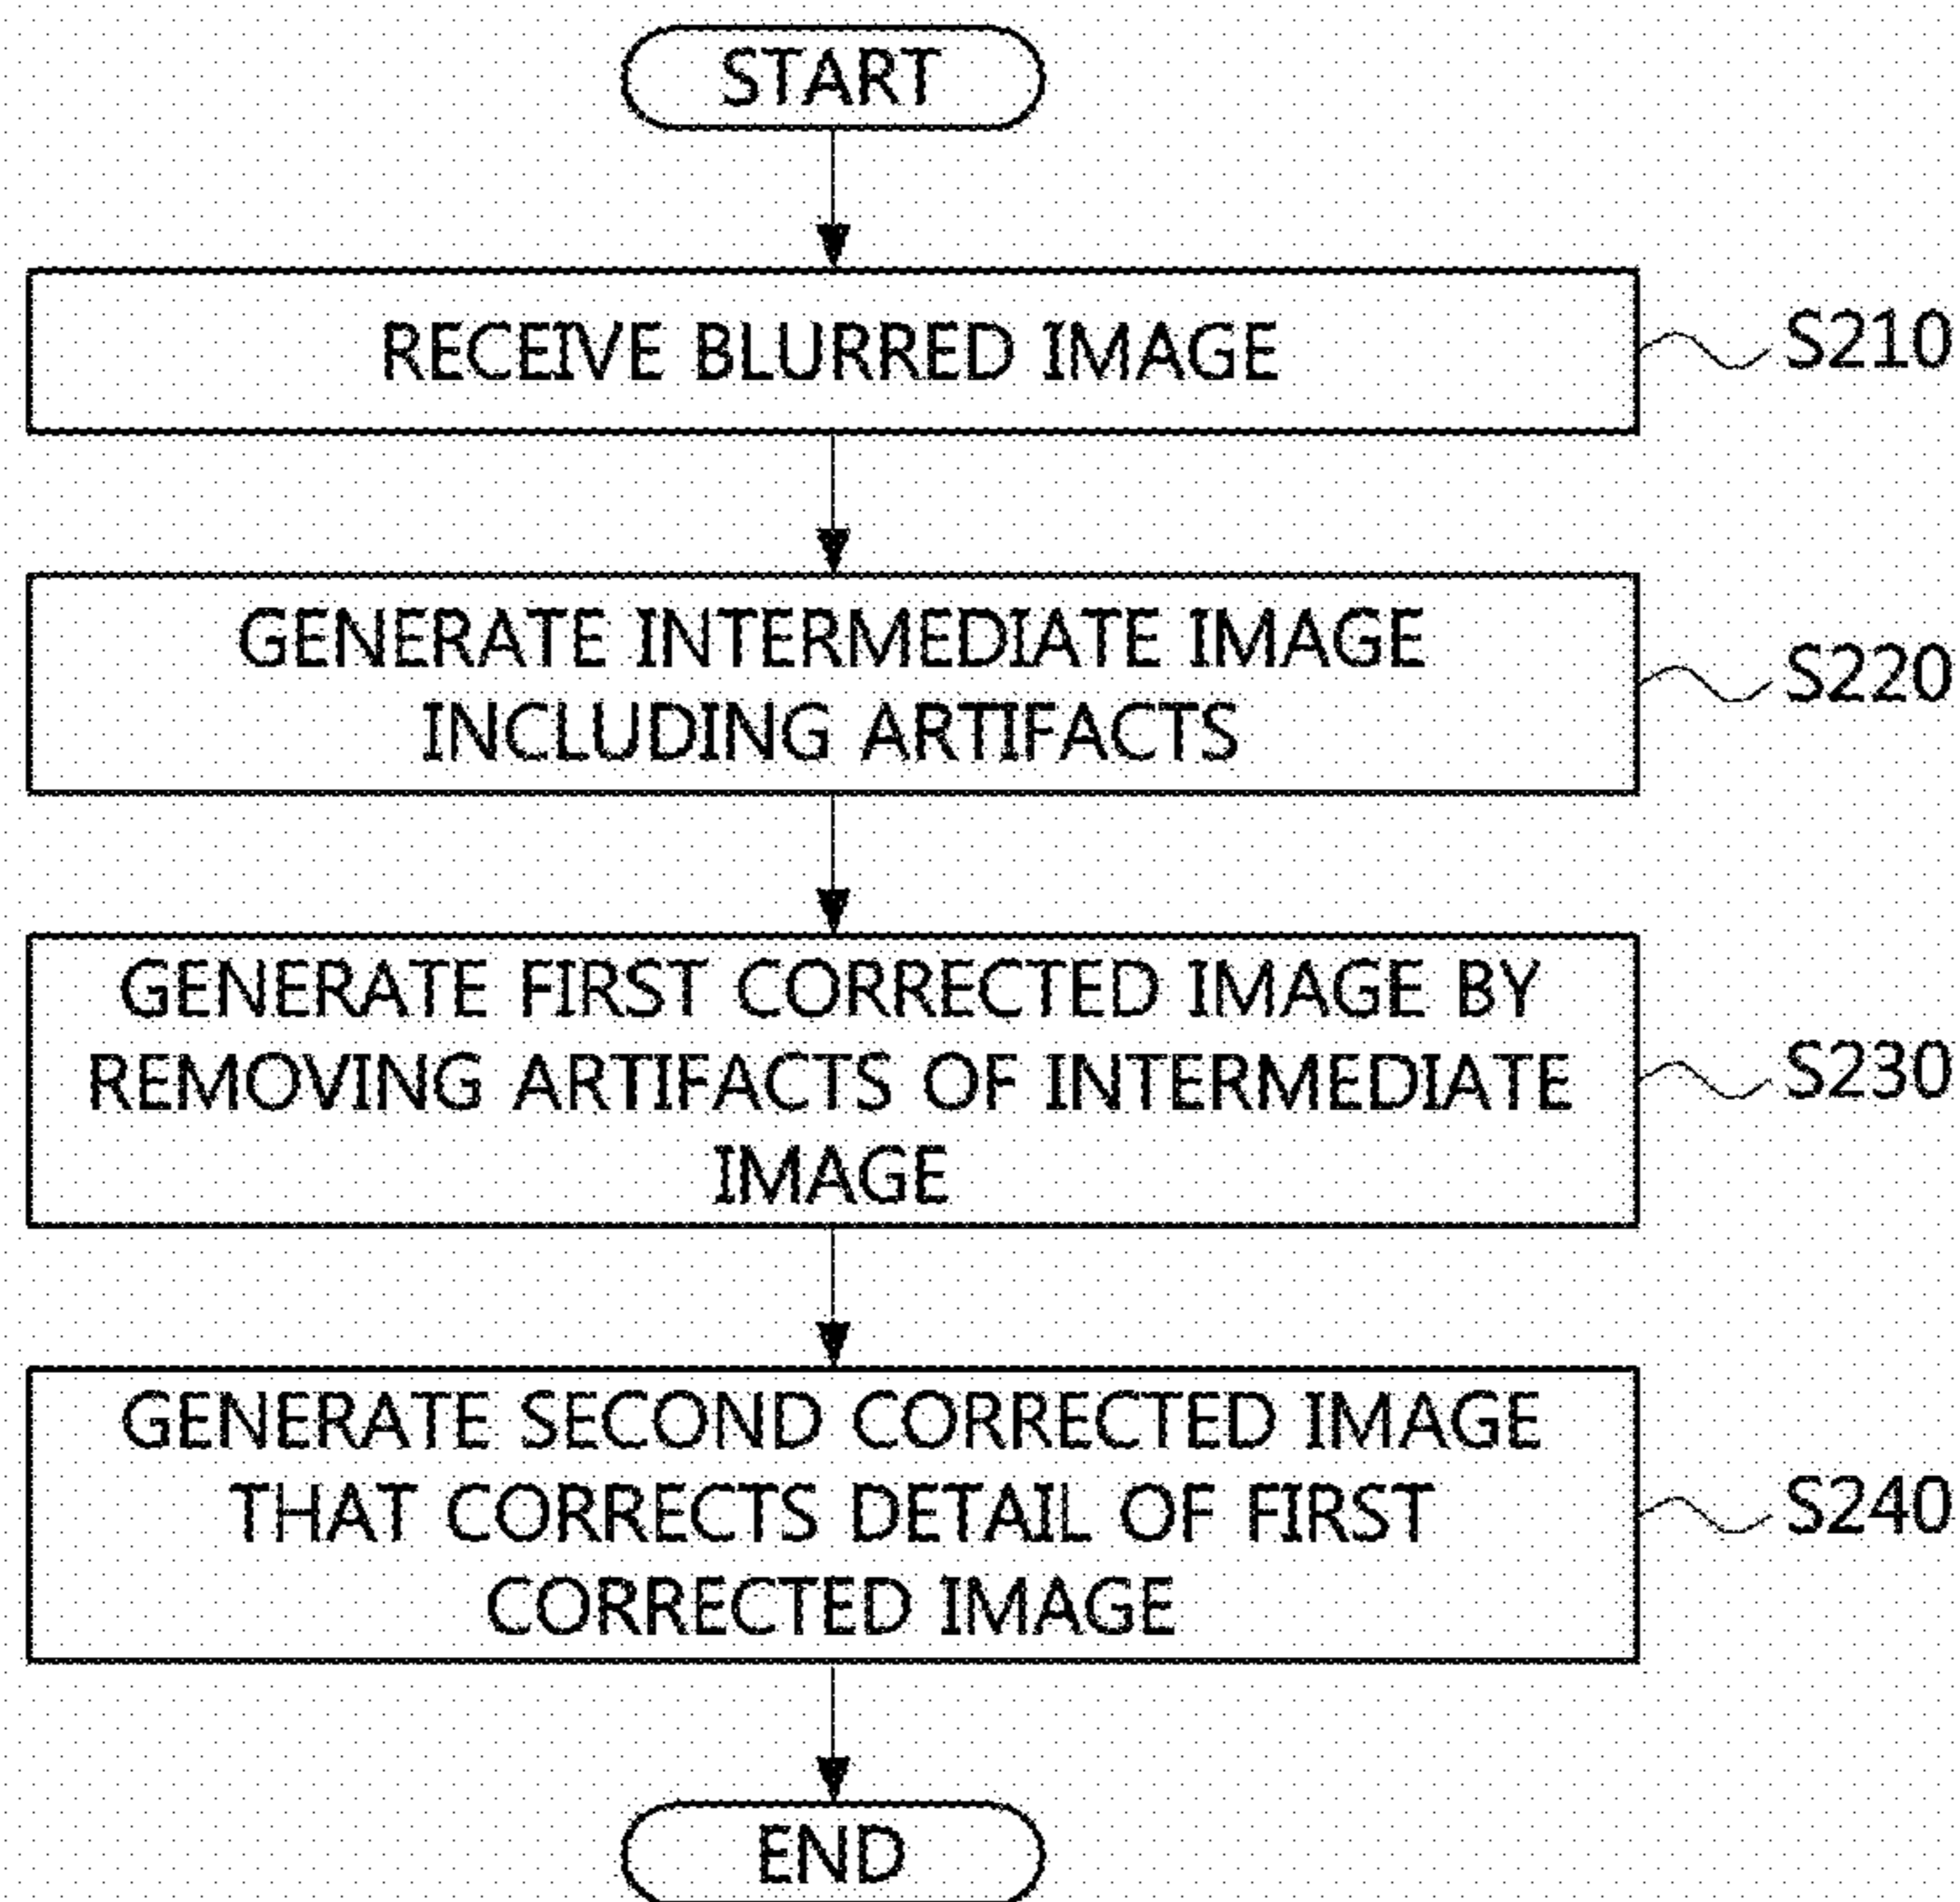 START
RECEIVE BLURRED IMAGE
S210
GENERATE INTERMEDIATE IMAGE
INCLUDING ARTIFACTS
S220
GENERATE FIRST CORRECTED IMAGE BY
REMOVING ARTIFACTS OF INTERMEDIATE
IMAGE
S230
GENERATE SECOND CORRECTED IMAGE
THAT CORRECTS DETAIL OF FIRST
CORRECTED IMAGE
S240
END